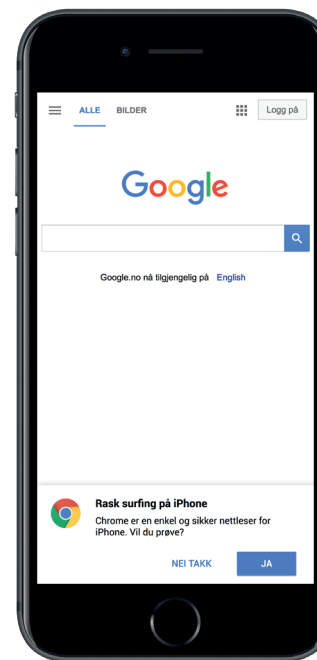 ALLE BILDER Logg på
Google
Google.no nå tilgjengelig på English
Rask surfing på iPhone
Chrome er en enkel og sikker nettleser for
iPhone. Vil du prøve?
NEI TAKK JA